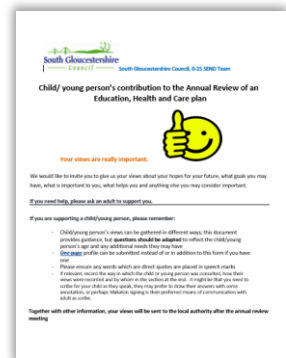 South Gloucestershire
Council
South Gloucestershire Council, 0-25 SEND Team
Child/ young person's contribution to the Annual Review of an
Education, Health and Care plan
Your views are really important.
We would like to invite you to give us your views about your hopes for your future, what goals you may
have, what is important to you, what helps you and anything else you may consider important.
If you need help, please ask an adult to support you.
If you are supporting a child/young person, please remember:
- Child/young person's views can be gathered in different ways; this document
provides guidance, but questions should be adapted to reflect the child/young
person's age and any additional needs they may have
- One-page profile can be submitted instead of or in addition to this form if you have
one
- Please ensure any words which are direct quotes are placed in speech marks
- If relevant, record the way in which the child or young person was consulted, how their
views were recorded and by whom in the section at the end. It might be that you need to
scribe for your child as they speak, they may prefer to draw their answers with some
annotation, or perhaps Makaton signing is their preferred means of communication with
adult as scribe.
Together with other information, your views will be sent to the local authority after the annual review
meeting